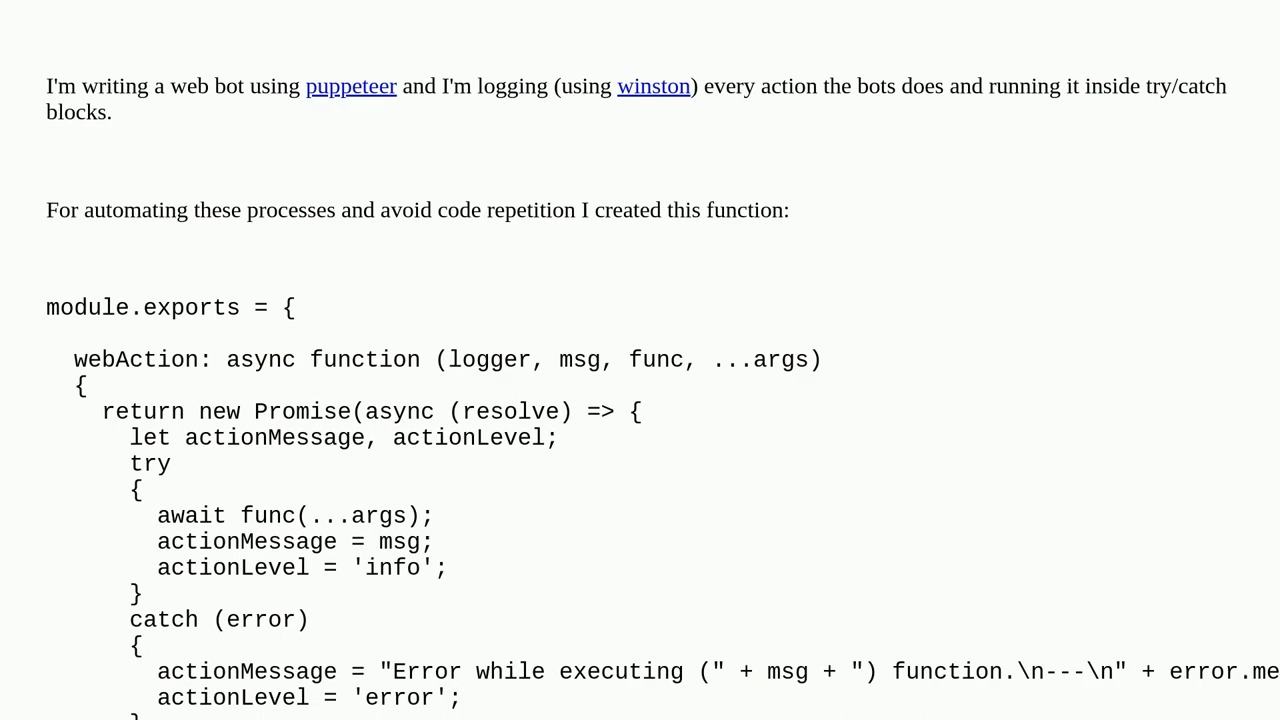 I'm writing a web bot using puppeteer and I'm logging (using winston) every action the bots does and running it inside try/catch
blocks.
For automating these processes and avoid code repetition I created this function:
module.exports = {
  webAction: async function (logger, msg, func, ...args)
  {
    return new Promise(async (resolve) => {
      let actionMessage, actionLevel;
      try
      {
        await func(...args);
        actionMessage = msg;
        actionLevel = 'info';
      }
      catch (error)
      {
        actionMessage = "Error while executing (" + msg + ") function.\n---\n" + error.me
        actionLevel = 'error';
      }